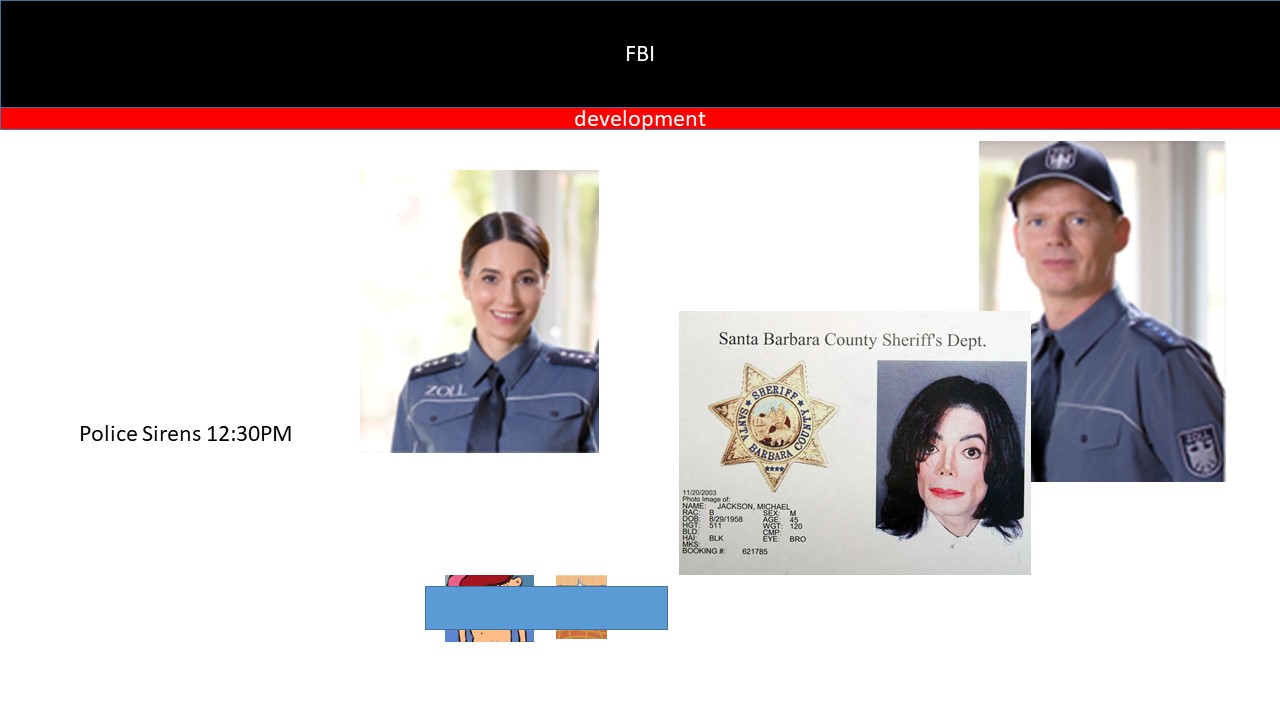 FBI
development
ZOLL
Police Sirens 12:30PM
Santa Barbara County Sheriff's Dept.
SHERIFF
SANTA BARBARA COUNTY
11/20/2003
Photo Image of:
NAME: JACKSON, MICHAEL
RAC: B SEX: M
DOB: 8/29/1958 AGE: 45
HGT: 511 WGT: 120
BLD: CMP:
HAI: BLK EYE: BRO
MKS:
BOOKING #: 621785
ZOLL